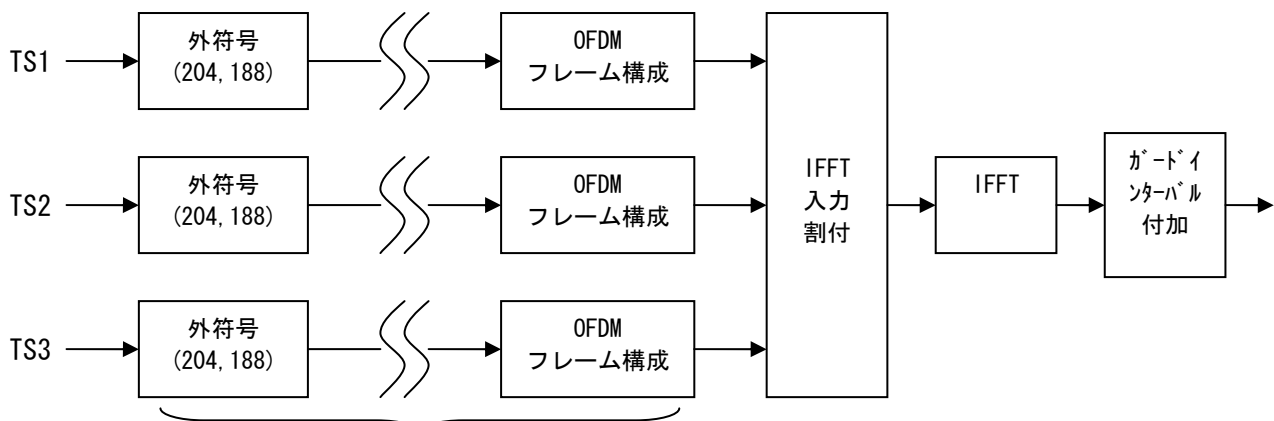 TS1
外符号
(204, 188)
OFDM
フレーム構成
TS2
外符号
(204, 188)
OFDM
フレーム構成
TS3
外符号
(204, 188)
OFDM
フレーム構成
IFFT
入力
割付
IFFT
ｶﾞｰﾄﾞｲ
ﾝﾀｰﾊﾞﾙ
付加